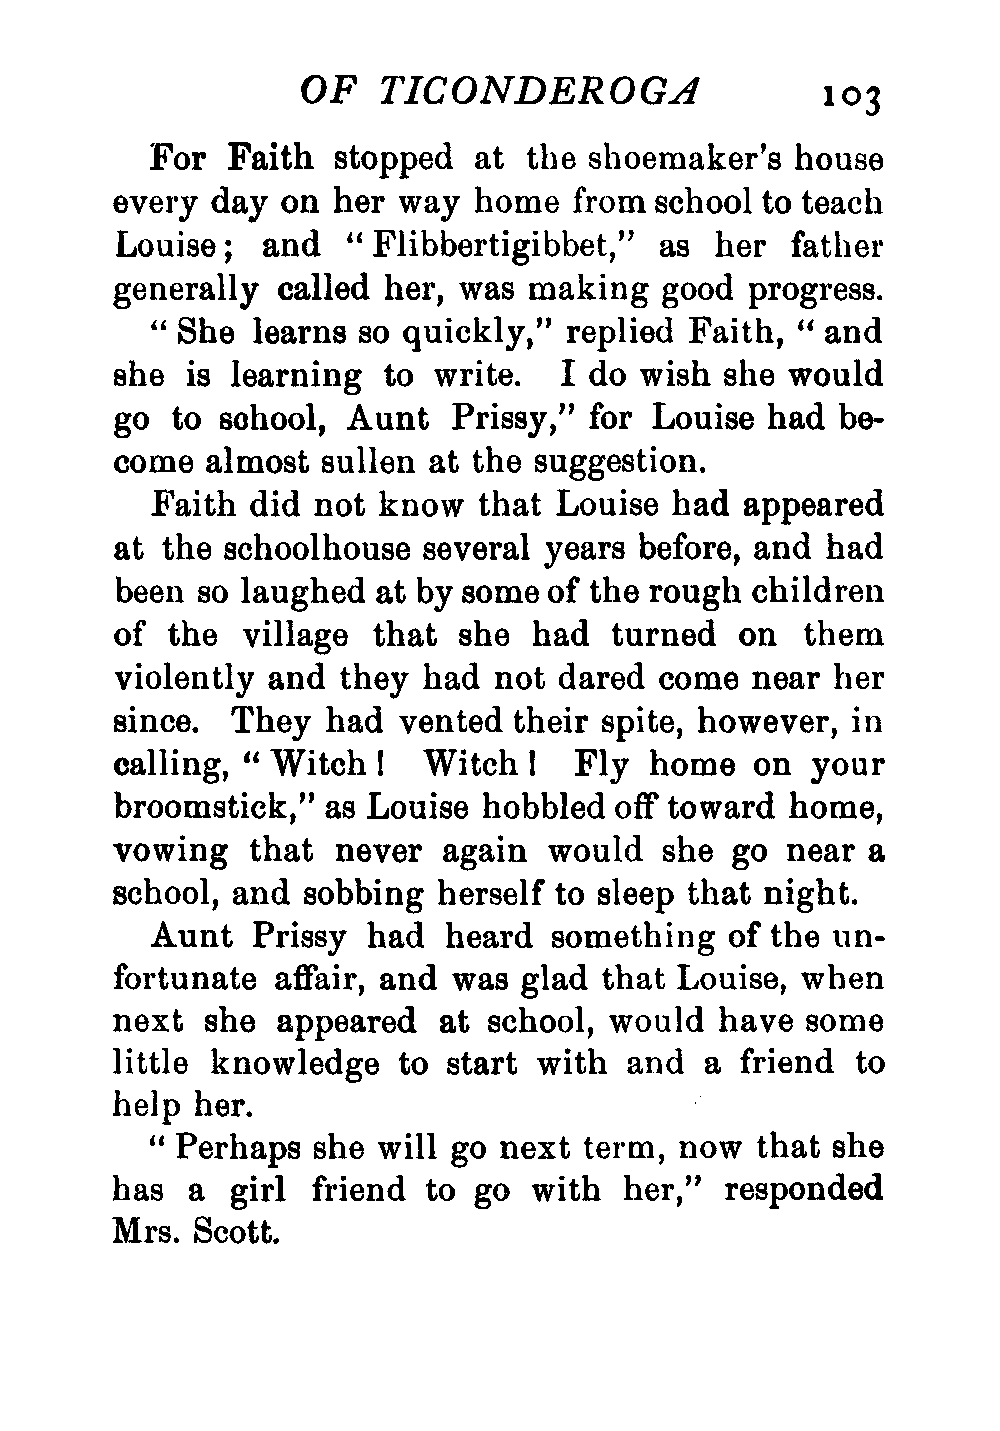 OF TICONDEROGA 103
For Faith stopped at the shoemaker's house
every day on her way home from school to teach
Louise; and "Flibbertigibbet," as her father
generally called her, was making good progress.
"She learns so quickly," replied Faith, "and
she is learning to write. I do wish she would
go to school, Aunt Prissy," for Louise had be-
come almost sullen at the suggestion.
Faith did not know that Louise had appeared
at the schoolhouse several years before, and had
been so laughed at by some of the rough children
of the village that she had turned on them
violently and they had not dared come near her
since. They had vented their spite, however, in
calling, "Witch! Witch! Fly home on your
broomstick," as Louise hobbled off toward home,
vowing that never again would she go near a
school, and sobbing herself to sleep that night.
Aunt Prissy had heard something of the un-
fortunate affair, and was glad that Louise, when
next she appeared at school, would have some
little knowledge to start with and a friend to
help her.
"Perhaps she will go next term, now that she
has a girl friend to go with her," responded
Mrs. Scott.